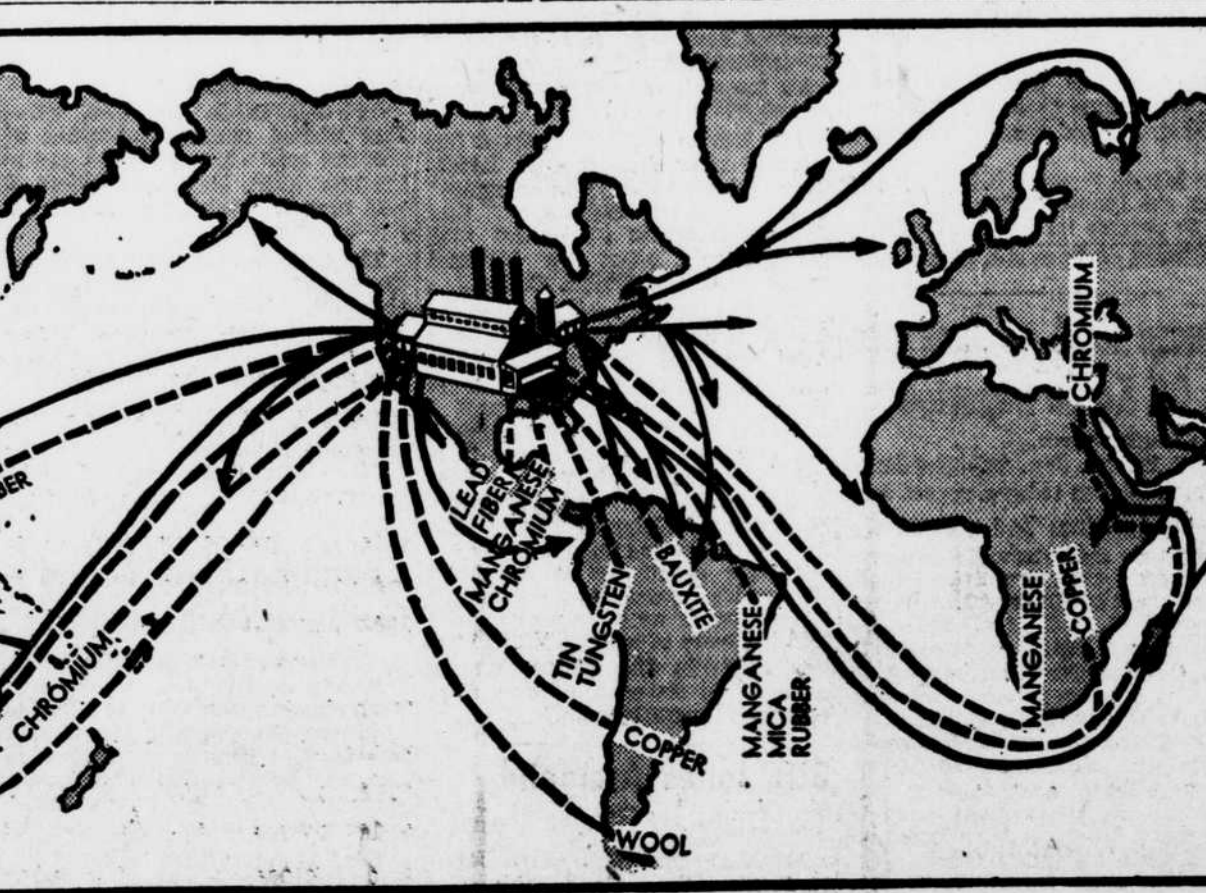 CHROMIUM
LEAD
FIBER
MANGANESE
CHROMIUM
TIN
TUNGSTEN
BAUXITE
MANGANESE
MICA
RUBBER
MANGANESE
COPPER
CHROMIUM
COPPER
WOOL